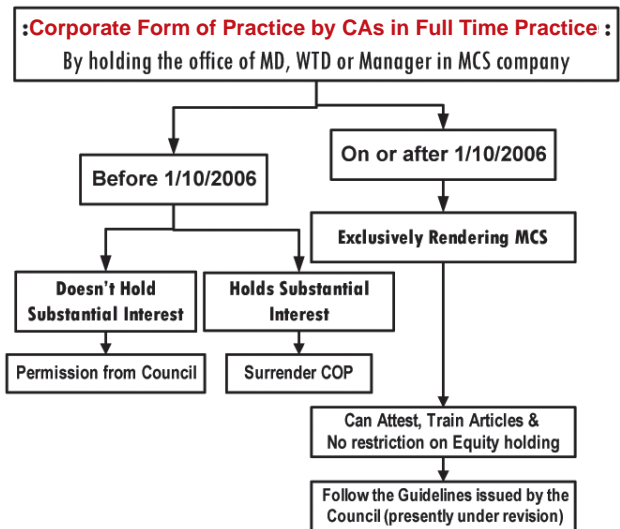 :Corporate Form of Practice by CAs in Full Time Practice :
By holding the office of MD, WTD or Manager in MCS company
Before 1/10/2006
On or after 1/10/2006
Exclusively Rendering MCS
Doesn't Hold
Substantial Interest
Holds Substantial
Interest
Permission from Council
Surrender COP
Can Attest, Train Articles &
No restriction on Equity holding
Follow the Guidelines issued by the
Council (presently under revision)